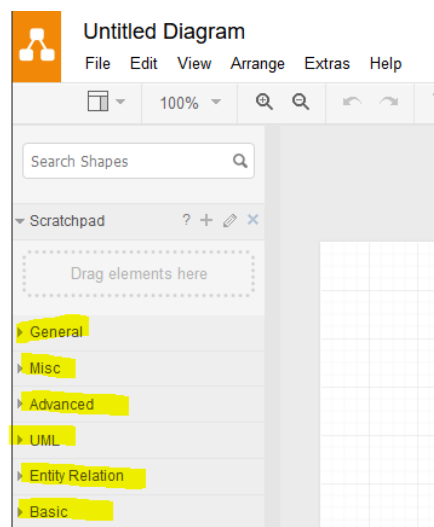 Untitled Diagram
File Edit View Arrange Extras Help
100%
Search Shapes
Scratchpad ?
Drag elements here
General
Misc
Advanced
UML
Entity Relation
Basic